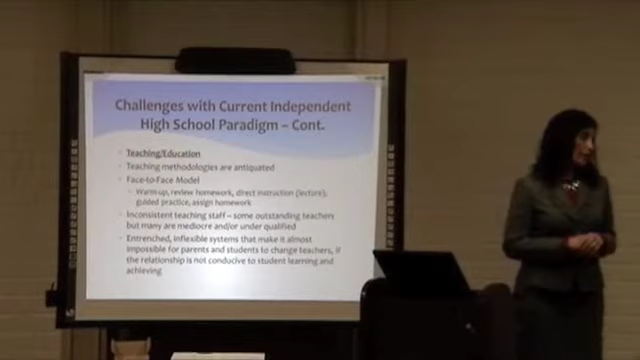 Challenges with Current Independent
High School Paradigm – Cont.
Teaching/Education
Teaching methodologies are antiquated
Face-to-Face Model
Warm up, review homework, direct instruction (lecture),
guided practice, assign homework
Inconsistent teaching staff – some outstanding teachers
but many are mediocre and/or under qualified
Entrenched, inflexible systems that make it almost
impossible for parents and students to change teachers, if
the relationship is not conducive to student learning and
achieving